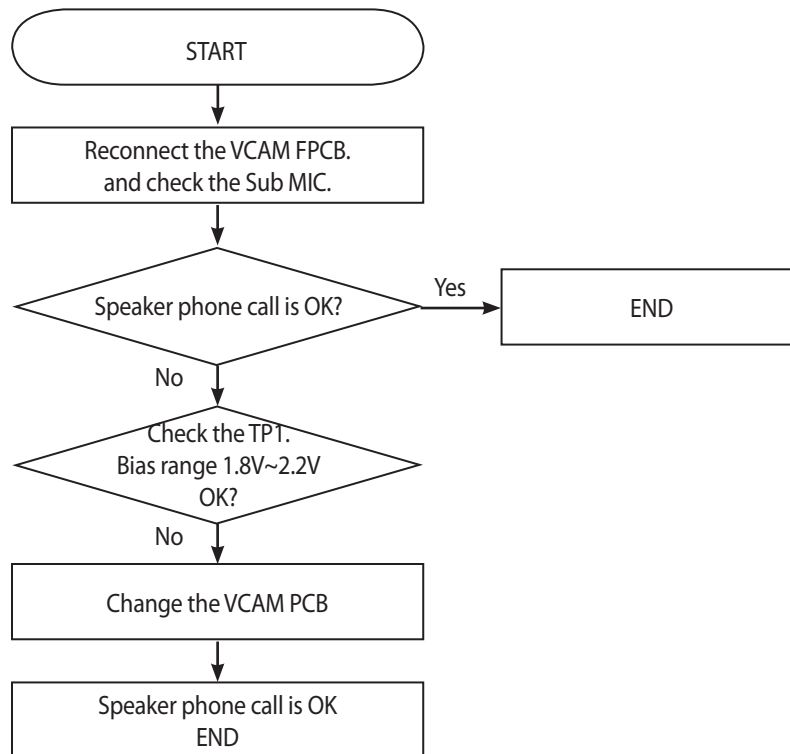 START
Reconnect the VCAM FPCB.
and check the Sub MIC.
Speaker phone call is OK?
Yes
END
No
Check the TP1.
Bias range 1.8V~2.2V
OK?
No
Change the VCAM PCB
Speaker phone call is OK
END